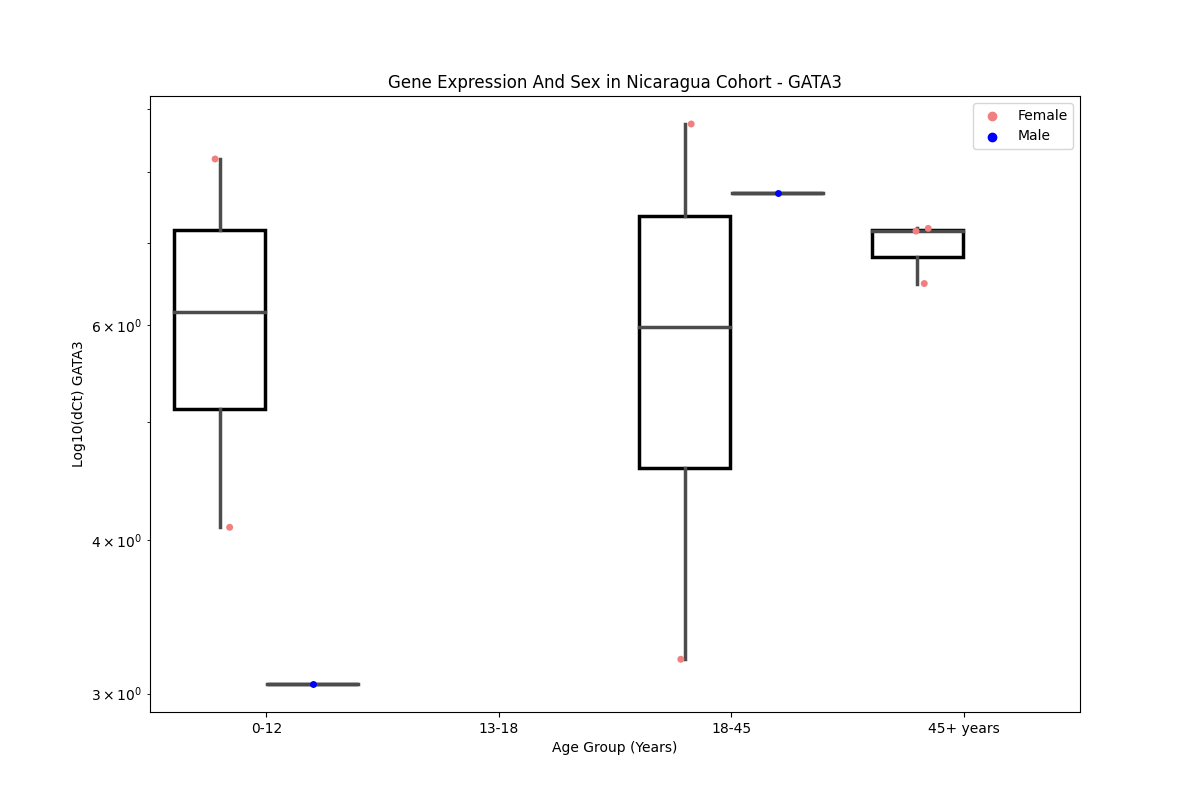 Gene Expression And Sex in Nicaragua Cohort - GATA3
Female
Male
6 × 10⁰
4 × 10⁰
3 × 10⁰
Log10(dCt) GATA3
0-12
13-18
18-45
45+ years
Age Group (Years)